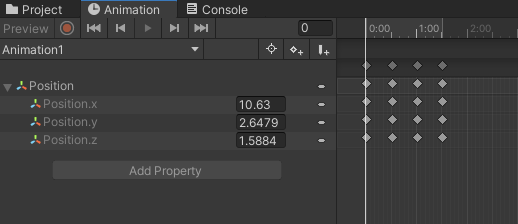 Project Animation Console
Preview 0 0:00 1:00 2:00
Animation1
Position
Position.x 10.63
Position.y 2.6479
Position.z 1.5884
Add Property